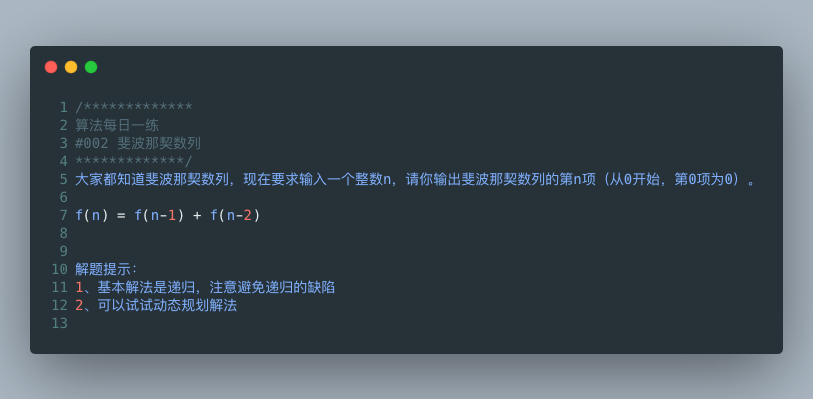 1 /*************
2 算法每日一练
3 #002 斐波那契数列
4 *************/
5 大家都知道斐波那契数列，现在要求输入一个整数n，请你输出斐波那契数列的第n项（从0开始，第0项为0）。
6
7 f(n) = f(n-1) + f(n-2)
8
9
10 解题提示：
11 1、基本解法是递归，注意避免递归的缺陷
12 2、可以试试动态规划解法
13